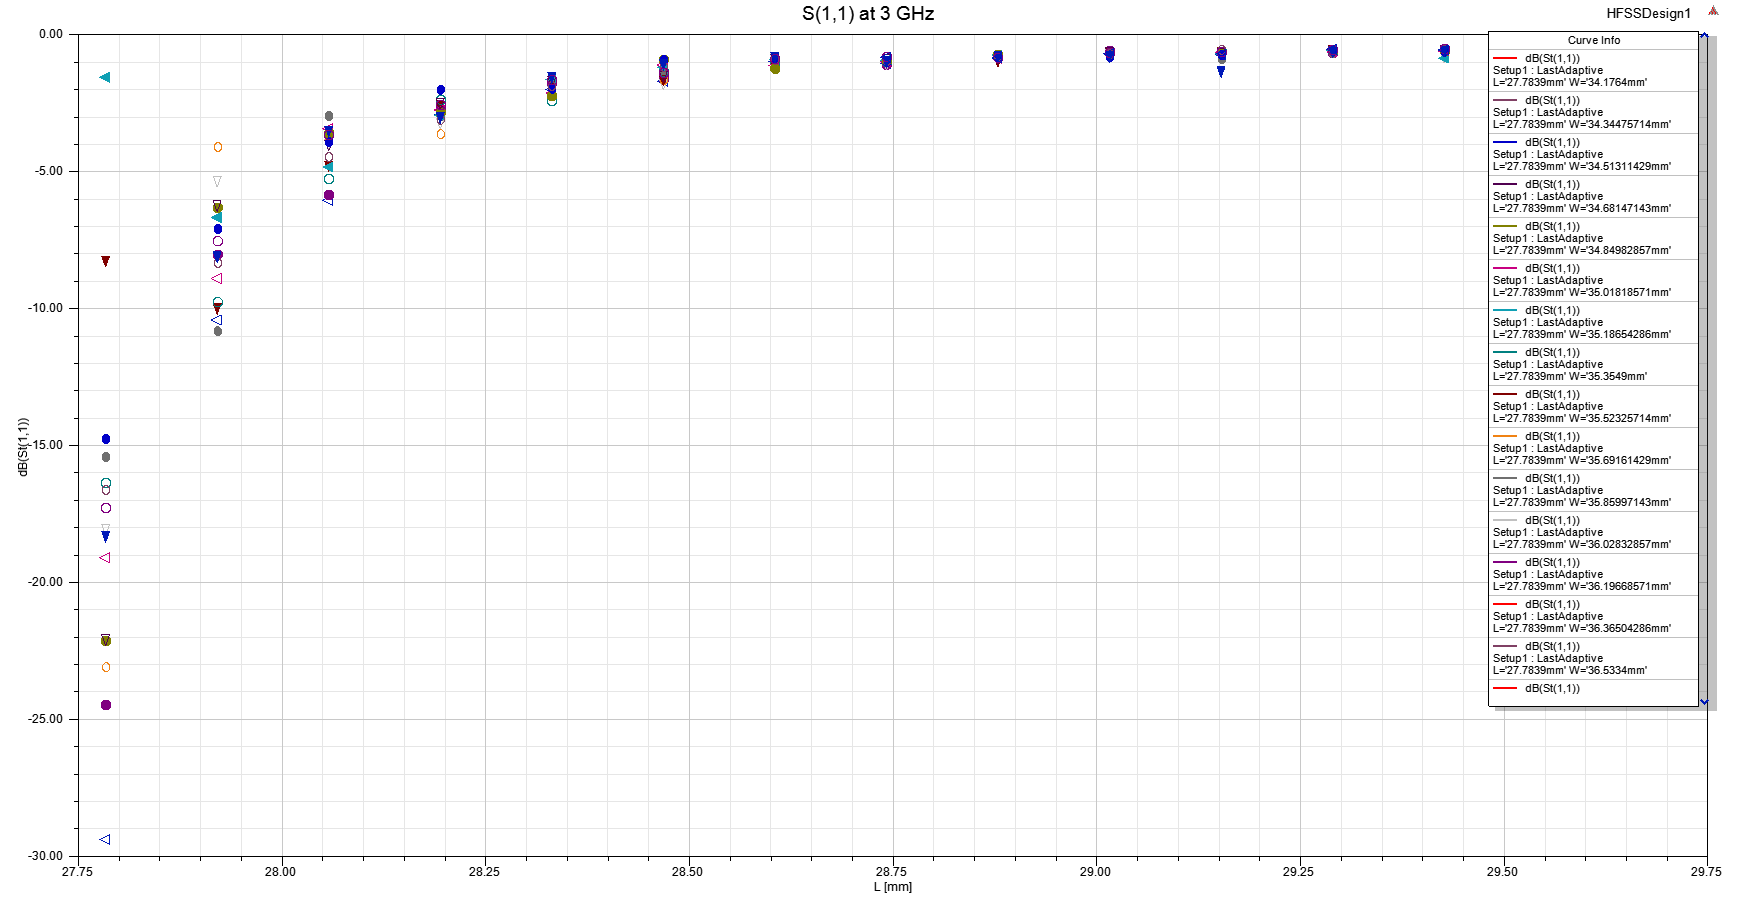 S(1,1) at 3 GHz
HFSSDesign1
Curve Info
dB(St(1,1))
Setup1 : LastAdaptive
L='27.7839mm' W='34.1764mm'
dB(St(1,1))
Setup1 : LastAdaptive
L='27.7839mm' W='34.34475714mm'
dB(St(1,1))
Setup1 : LastAdaptive
L='27.7839mm' W='34.51311429mm'
dB(St(1,1))
Setup1 : LastAdaptive
L='27.7839mm' W='34.68147143mm'
dB(St(1,1))
Setup1 : LastAdaptive
L='27.7839mm' W='34.84982857mm'
dB(St(1,1))
Setup1 : LastAdaptive
L='27.7839mm' W='35.01818571mm'
dB(St(1,1))
Setup1 : LastAdaptive
L='27.7839mm' W='35.18654286mm'
dB(St(1,1))
Setup1 : LastAdaptive
L='27.7839mm' W='35.3549mm'
dB(St(1,1))
Setup1 : LastAdaptive
L='27.7839mm' W='35.52325714mm'
dB(St(1,1))
Setup1 : LastAdaptive
L='27.7839mm' W='35.69161429mm'
dB(St(1,1))
Setup1 : LastAdaptive
L='27.7839mm' W='35.85997143mm'
dB(St(1,1))
Setup1 : LastAdaptive
L='27.7839mm' W='36.02832857mm'
dB(St(1,1))
Setup1 : LastAdaptive
L='27.7839mm' W='36.19668571mm'
dB(St(1,1))
Setup1 : LastAdaptive
L='27.7839mm' W='36.36504286mm'
dB(St(1,1))
Setup1 : LastAdaptive
L='27.7839mm' W='36.5334mm'
dB(St(1,1))
0.00
-5.00
-10.00
-15.00
-20.00
-25.00
-30.00
dB(St(1,1))
27.75
28.00
28.25
28.50
28.75
29.00
29.25
29.50
29.75
L [mm]